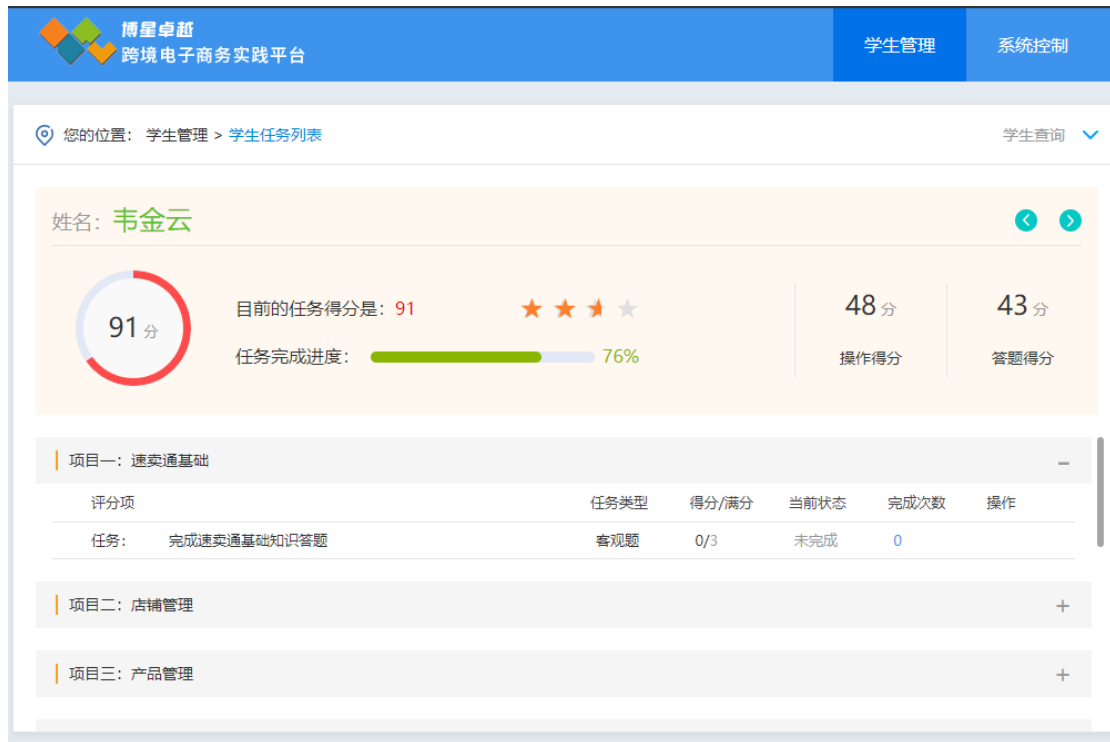 博星卓越
跨境电子商务实践平台
学生管理
系统控制
您的位置： 学生管理 > 学生任务列表
学生查询
姓名：韦金云
91 分
目前的任务得分是：91
任务完成进度： 76%
48 分
操作得分
43 分
答题得分
项目一：速卖通基础
评分项 任务类型 得分/满分 当前状态 完成次数 操作
任务： 完成速卖通基础知识答题 客观题 0/3 未完成 0
项目二：店铺管理
项目三：产品管理